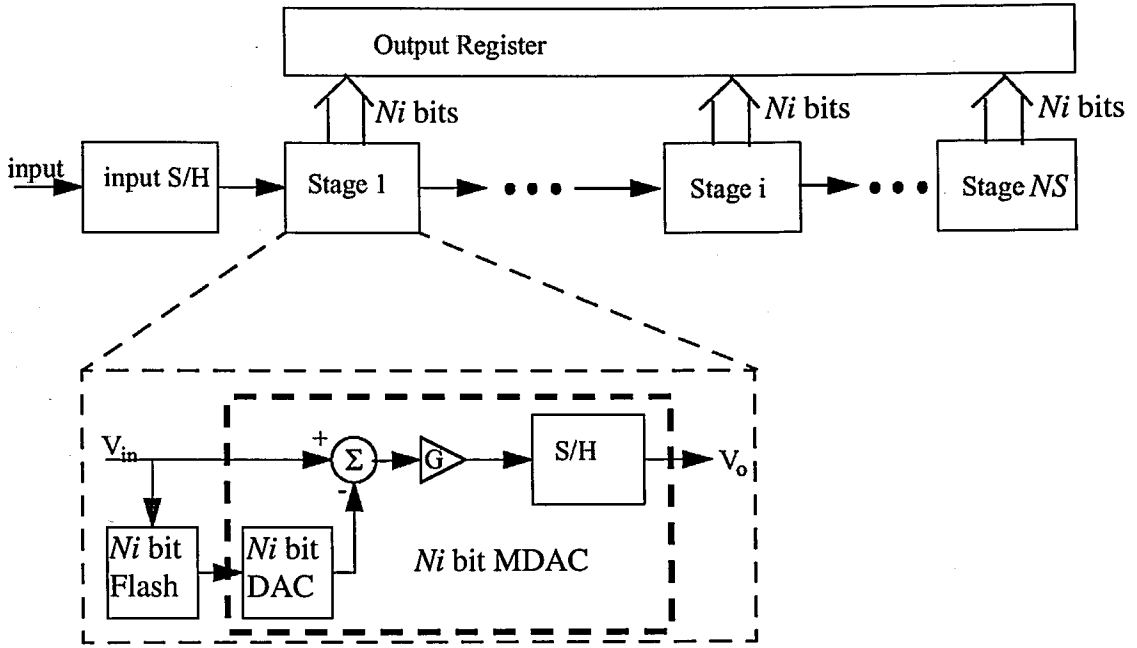 Output Register
Ni bits
Ni bits
Ni bits
input
input S/H
Stage 1
Stage i
Stage NS
Vin
+
Σ
-
G
S/H
Vo
Ni bit
Flash
Ni bit
DAC
Ni bit MDAC